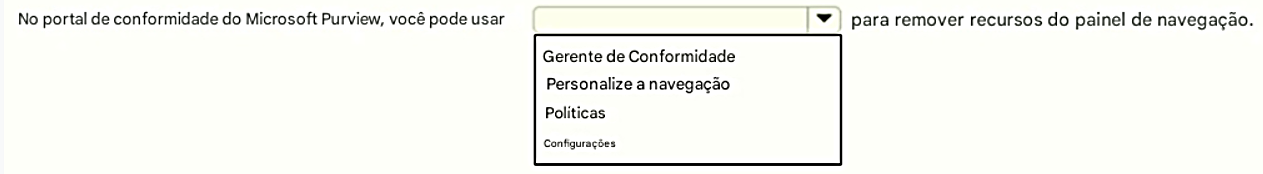 No portal de conformidade do Microsoft Purview, você pode usar para remover recursos do painel de navegação.
Gerente de Conformidade
Personalize a navegação
Políticas
Configurações